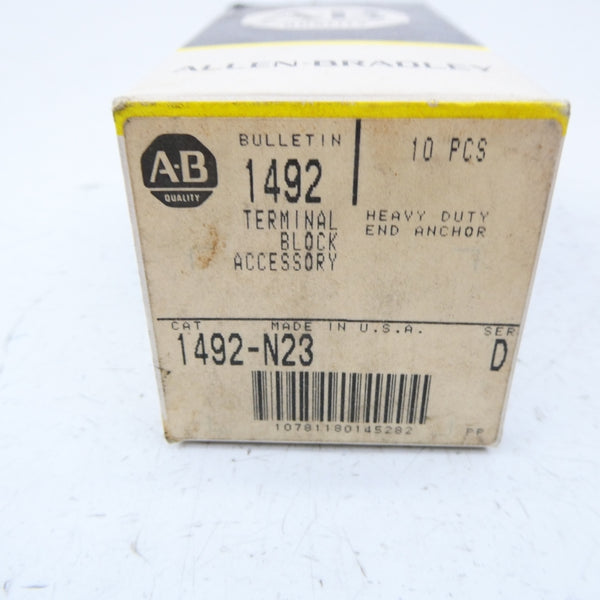 A·B
ALLEN-BRADLEY
A·B
QUALITY
BULLETIN
1492
TERMINAL
BLOCK
ACCESSORY
10 PCS
HEAVY DUTY
END ANCHOR
CAT MADE IN U.S.A. SER
1492-N23 D
10781180145282 PP